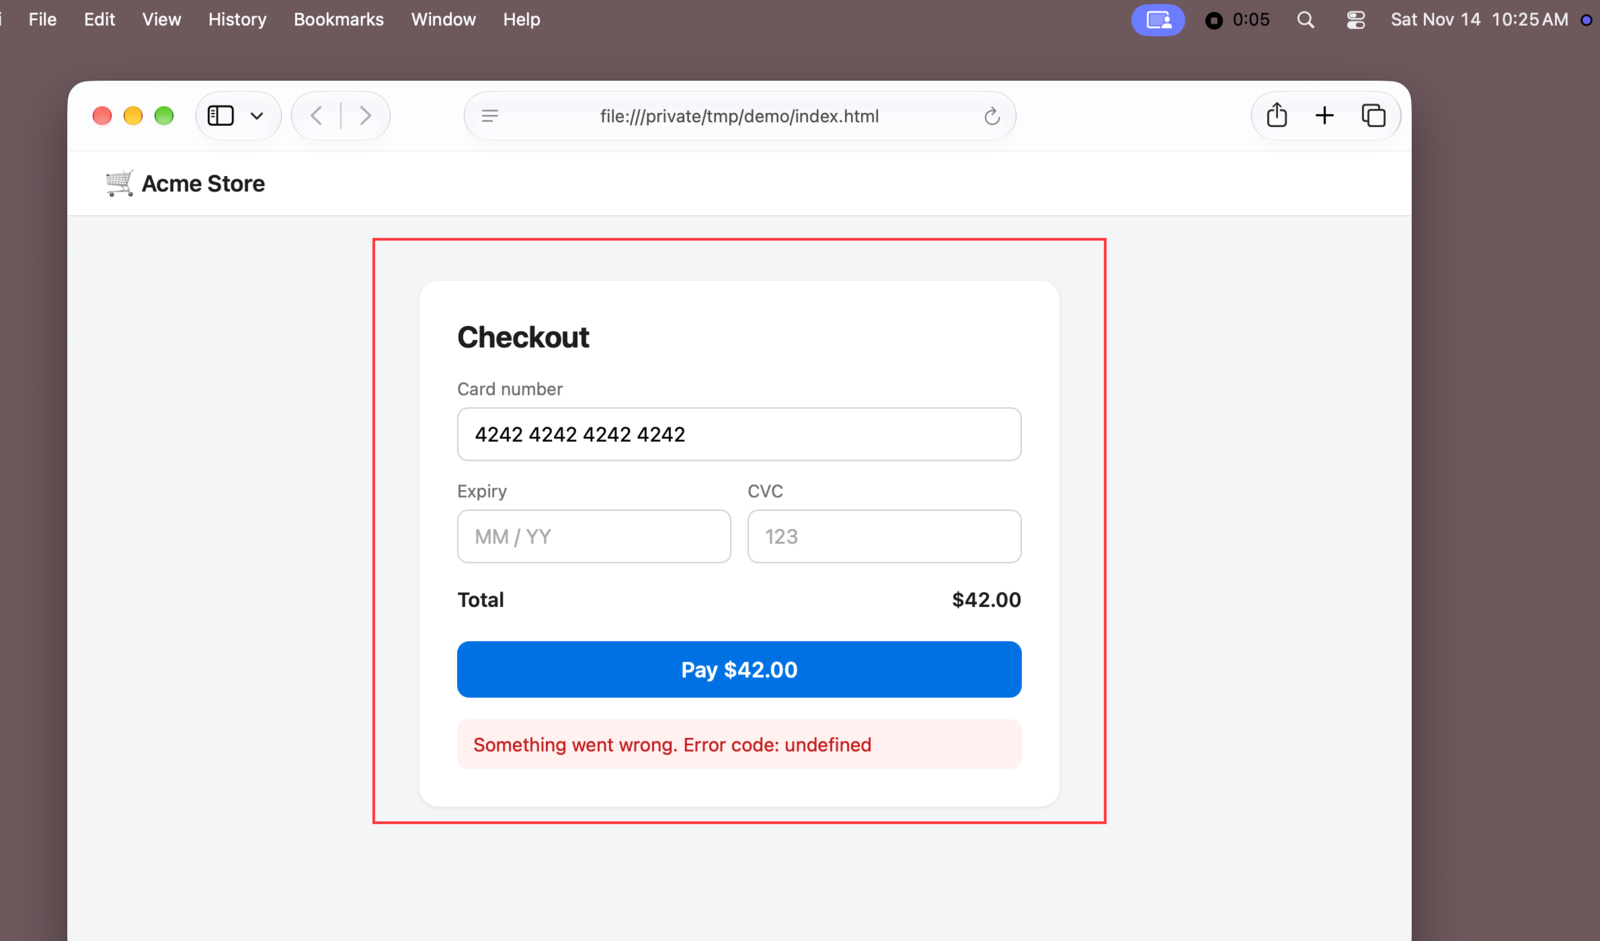 File Edit View History Bookmarks Window Help 0:05 Sat Nov 14 10:25 AM
file:///private/tmp/demo/index.html
Acme Store
Checkout
Card number
4242 4242 4242 4242
Expiry CVC
MM / YY 123
Total $42.00
Pay $42.00
Something went wrong. Error code: undefined